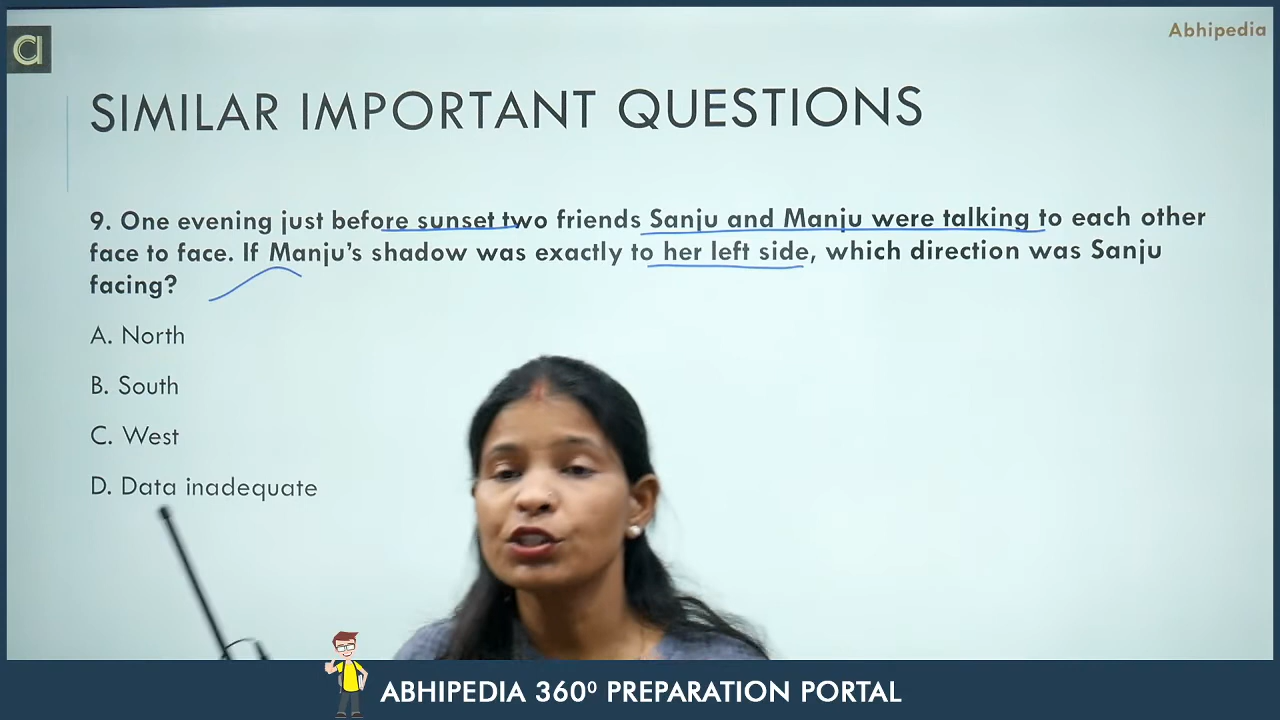 Abhipedia
SIMILAR IMPORTANT QUESTIONS
9. One evening just before sunset two friends Sanju and Manju were talking to each other
face to face. If Manju's shadow was exactly to her left side, which direction was Sanju
facing?
A. North
B. South
C. West
D. Data inadequate
ABHIPEDIA 360⁰ PREPARATION PORTAL